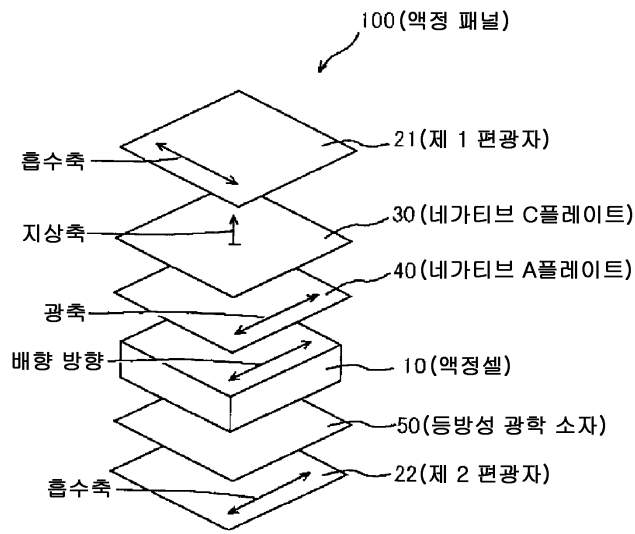 100(액정 패널)
21(제 1 편광자)
흡수축
30(네가티브 C플레이트)
지상축
40(네가티브 A플레이트)
광축
배향 방향
10(액정셀)
50(등방성 광학 소자)
22(제 2 편광자)
흡수축